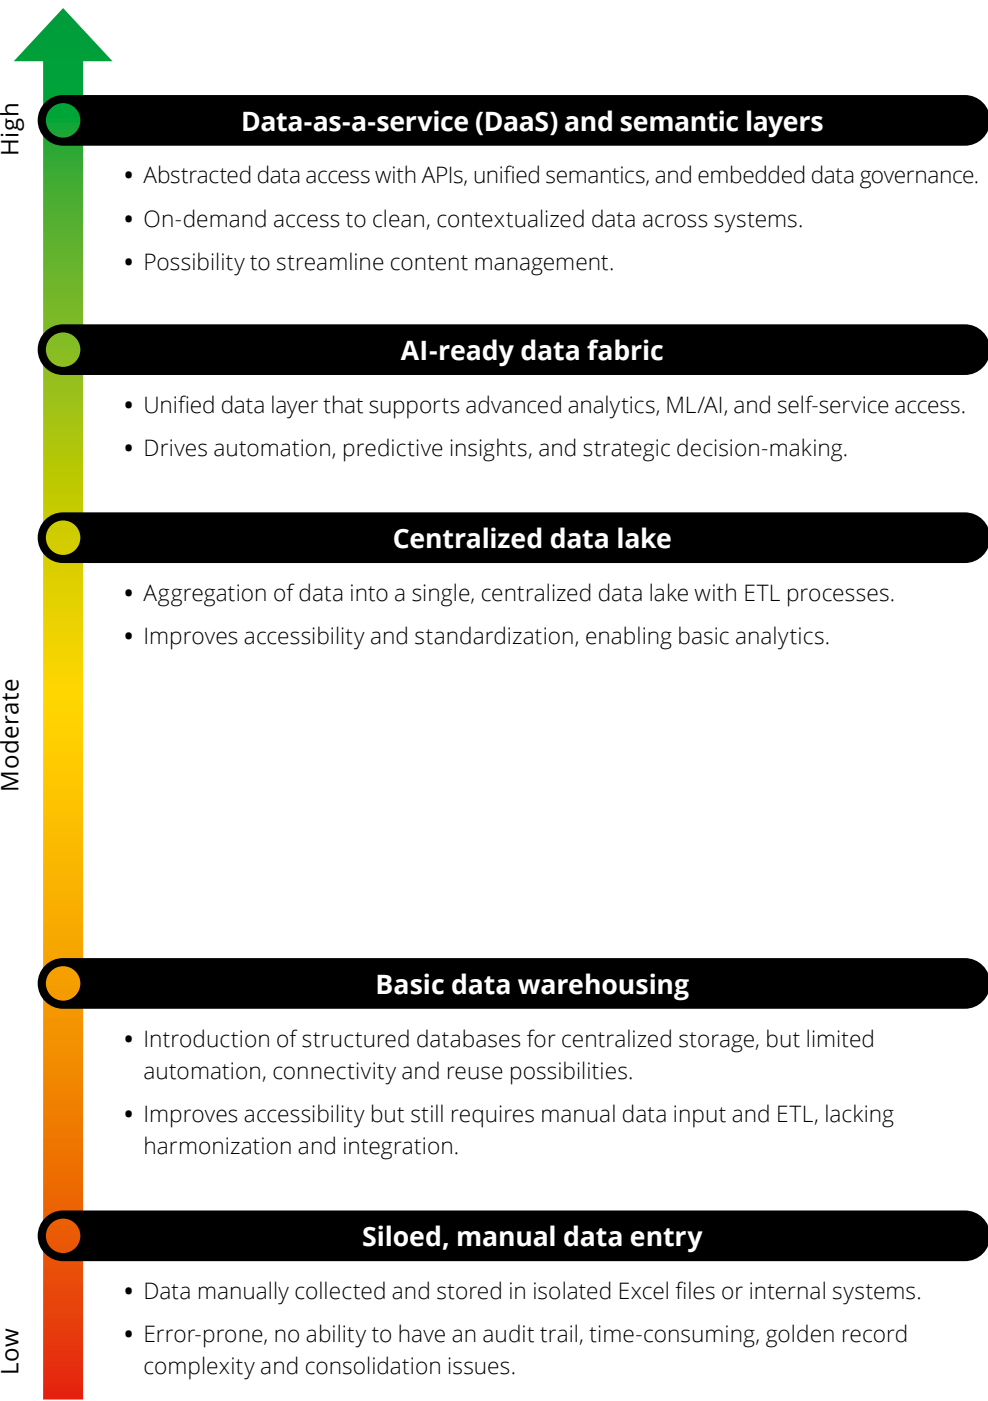 High
Data-as-a-service (DaaS) and semantic layers
• Abstracted data access with APIs, unified semantics, and embedded data governance.
• On-demand access to clean, contextualized data across systems.
• Possibility to streamline content management.
AI-ready data fabric
• Unified data layer that supports advanced analytics, ML/AI, and self-service access.
• Drives automation, predictive insights, and strategic decision-making.
Centralized data lake
• Aggregation of data into a single, centralized data lake with ETL processes.
• Improves accessibility and standardization, enabling basic analytics.
Moderate
Basic data warehousing
• Introduction of structured databases for centralized storage, but limited
automation, connectivity and reuse possibilities.
• Improves accessibility but still requires manual data input and ETL, lacking
harmonization and integration.
Siloed, manual data entry
• Data manually collected and stored in isolated Excel files or internal systems.
• Error-prone, no ability to have an audit trail, time-consuming, golden record
complexity and consolidation issues.
Low